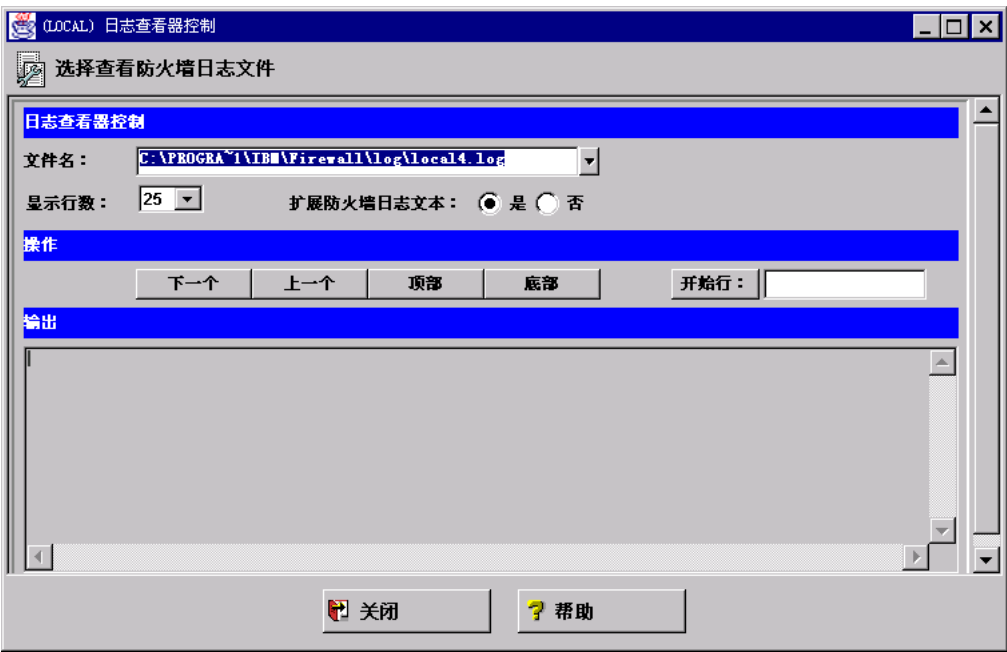 (LOCAL) 日志查看器控制
选择查看防火墙日志文件
日志查看器控制
文件名： C:\PROGRA~1\IBM\Firewall\log\local4.log
显示行数： 25 扩展防火墙日志文本： 是 否
操作
下一个 上一个 顶部 底部 开始行：
输出
关闭 帮助